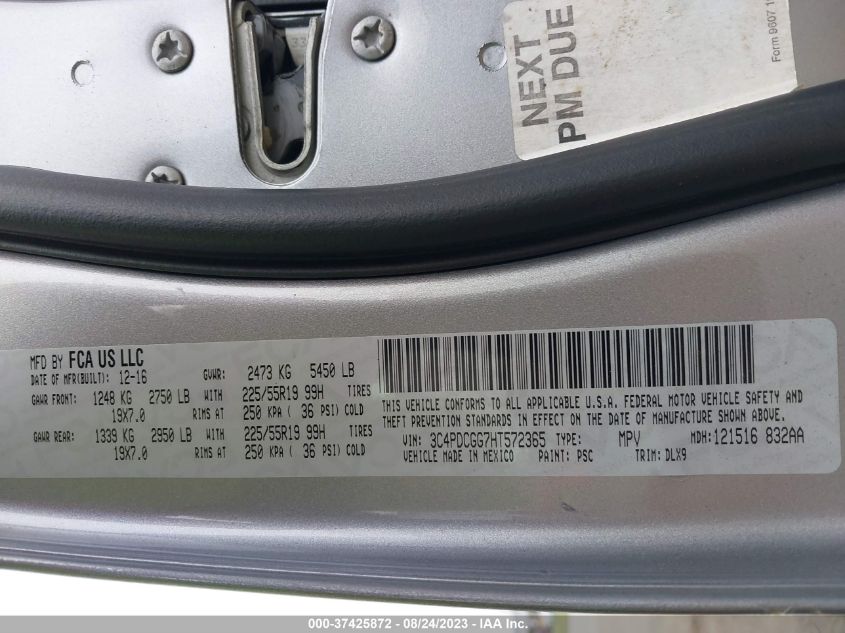 33
NEXT
PM DUE
Form 9607 1
MFD BY FCA US LLC
DATE OF MFR(BUILT): 12-16 GVWR: 2473 KG 5450 LB
GAWR FRONT: 1248 KG 2750 LB WITH 225/55R19 99H TIRES
19X7.0 RIMS AT 250 KPA ( 36 PSI) COLD
GAWR REAR: 1339 KG 2950 LB WITH 225/55R19 99H TIRES
19X7.0 RIMS AT 250 KPA ( 36 PSI) COLD
THIS VEHICLE CONFORMS TO ALL APPLICABLE U.S.A. FEDERAL MOTOR VEHICLE SAFETY AND
THEFT PREVENTION STANDARDS IN EFFECT ON THE DATE OF MANUFACTURE SHOWN ABOVE.
VIN: 3C4PDCGG7HT572365 TYPE: MPV MDH: 121516 832AA
VEHICLE MADE IN MEXICO PAINT: PSC TRIM: DLX9
000-37425872 - 08/24/2023 - IAAI Inc.